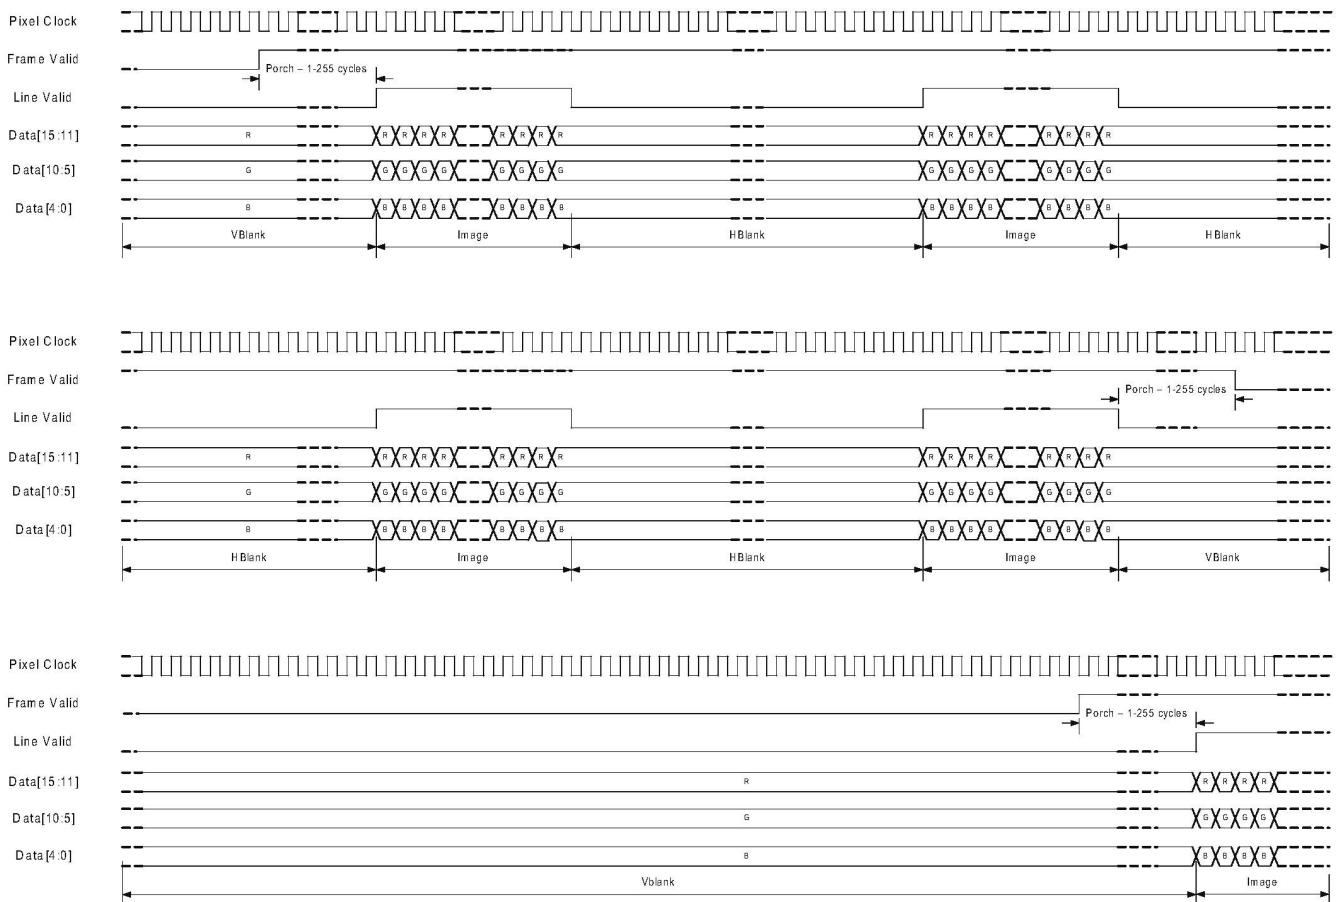 Pixel Clock
Frame Valid
Porch – 1-255 cycles
Line Valid
Data[15:11]
R R R R R R R R R R R R R R R R R
Data[10:5]
G G G G G G G G G G G G G G G G G
Data[4:0]
B B B B B B B B B B B B B B B B B
VBlank Image HBlank Image HBlank
Pixel Clock
Frame Valid
Porch – 1-255 cycles
Line Valid
Data[15:11]
R R R R R R R R R R R R R R R R R
Data[10:5]
G G G G G G G G G G G G G G G G G
Data[4:0]
B B B B B B B B B B B B B B B B B
HBlank Image HBlank Image VBlank
Pixel Clock
Frame Valid
Porch – 1-255 cycles
Line Valid
Data[15:11]
R R R R R
Data[10:5]
G G G G G
Data[4:0]
B B B B B
Vblank Image